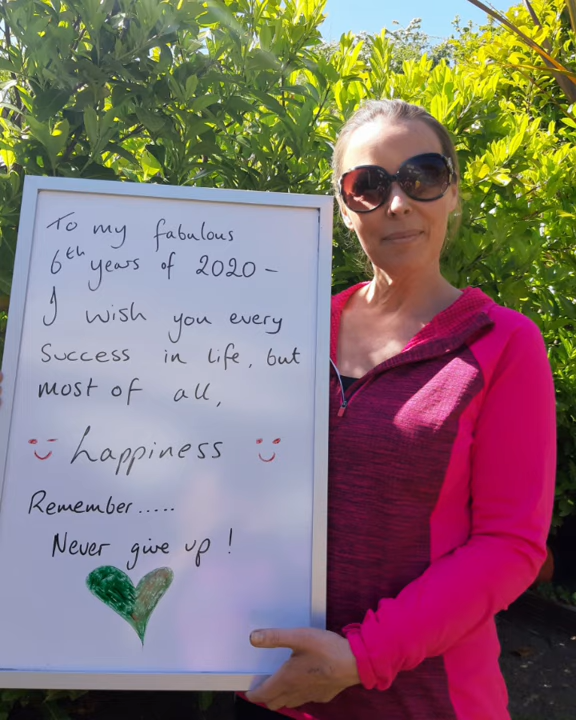 To my fabulous
6th years of 2020 -
I wish you every
Success in life, but
most of all,
happiness
Remember.....
Never give up !